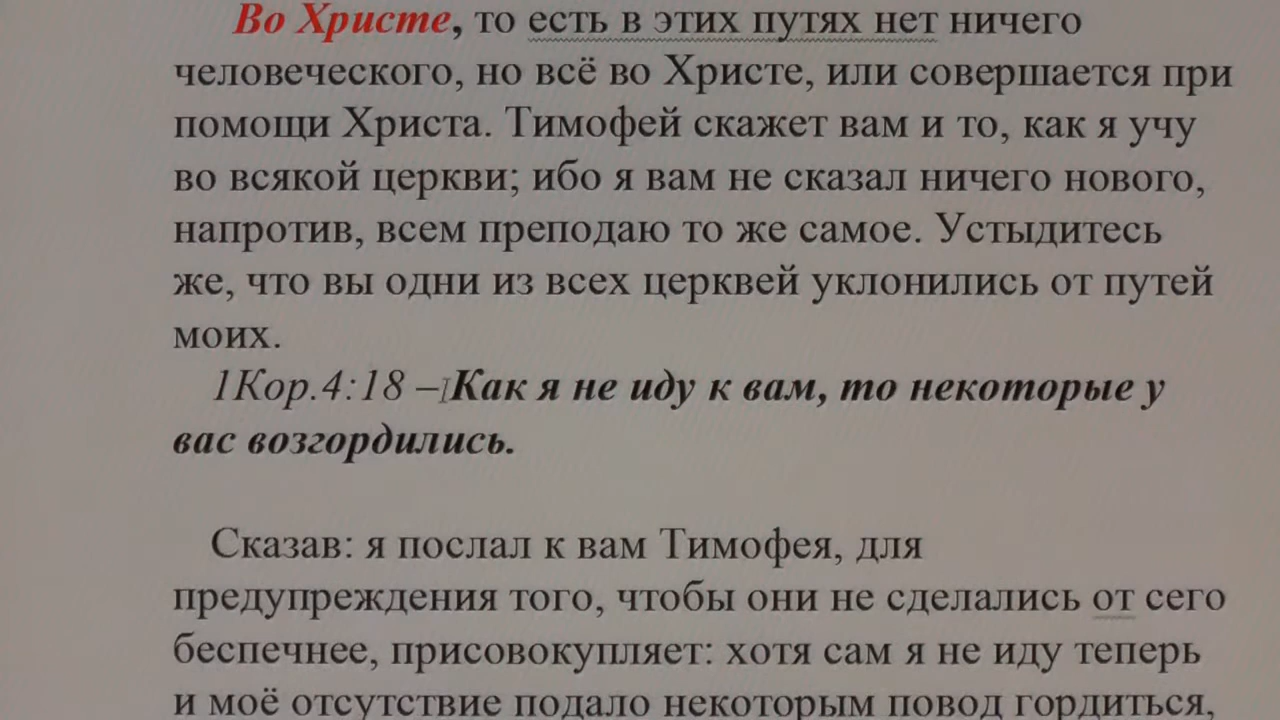 Во Христе, то есть в этих путях нет ничего
человеческого, но всё во Христе, или совершается при
помощи Христа. Тимофей скажет вам и то, как я учу
во всякой церкви; ибо я вам не сказал ничего нового,
напротив, всем преподаю то же самое. Устыдитесь
же, что вы одни из всех церквей уклонились от путей
моих.
1Кор.4:18 – Как я не иду к вам, то некоторые у
вас возгордились.
Сказав: я послал к вам Тимофея, для
предупреждения того, чтобы они не сделались от сего
беспечнее, присовокупляет: хотя сам я не иду теперь
и моё отсутствие подало некоторым повод гордиться,